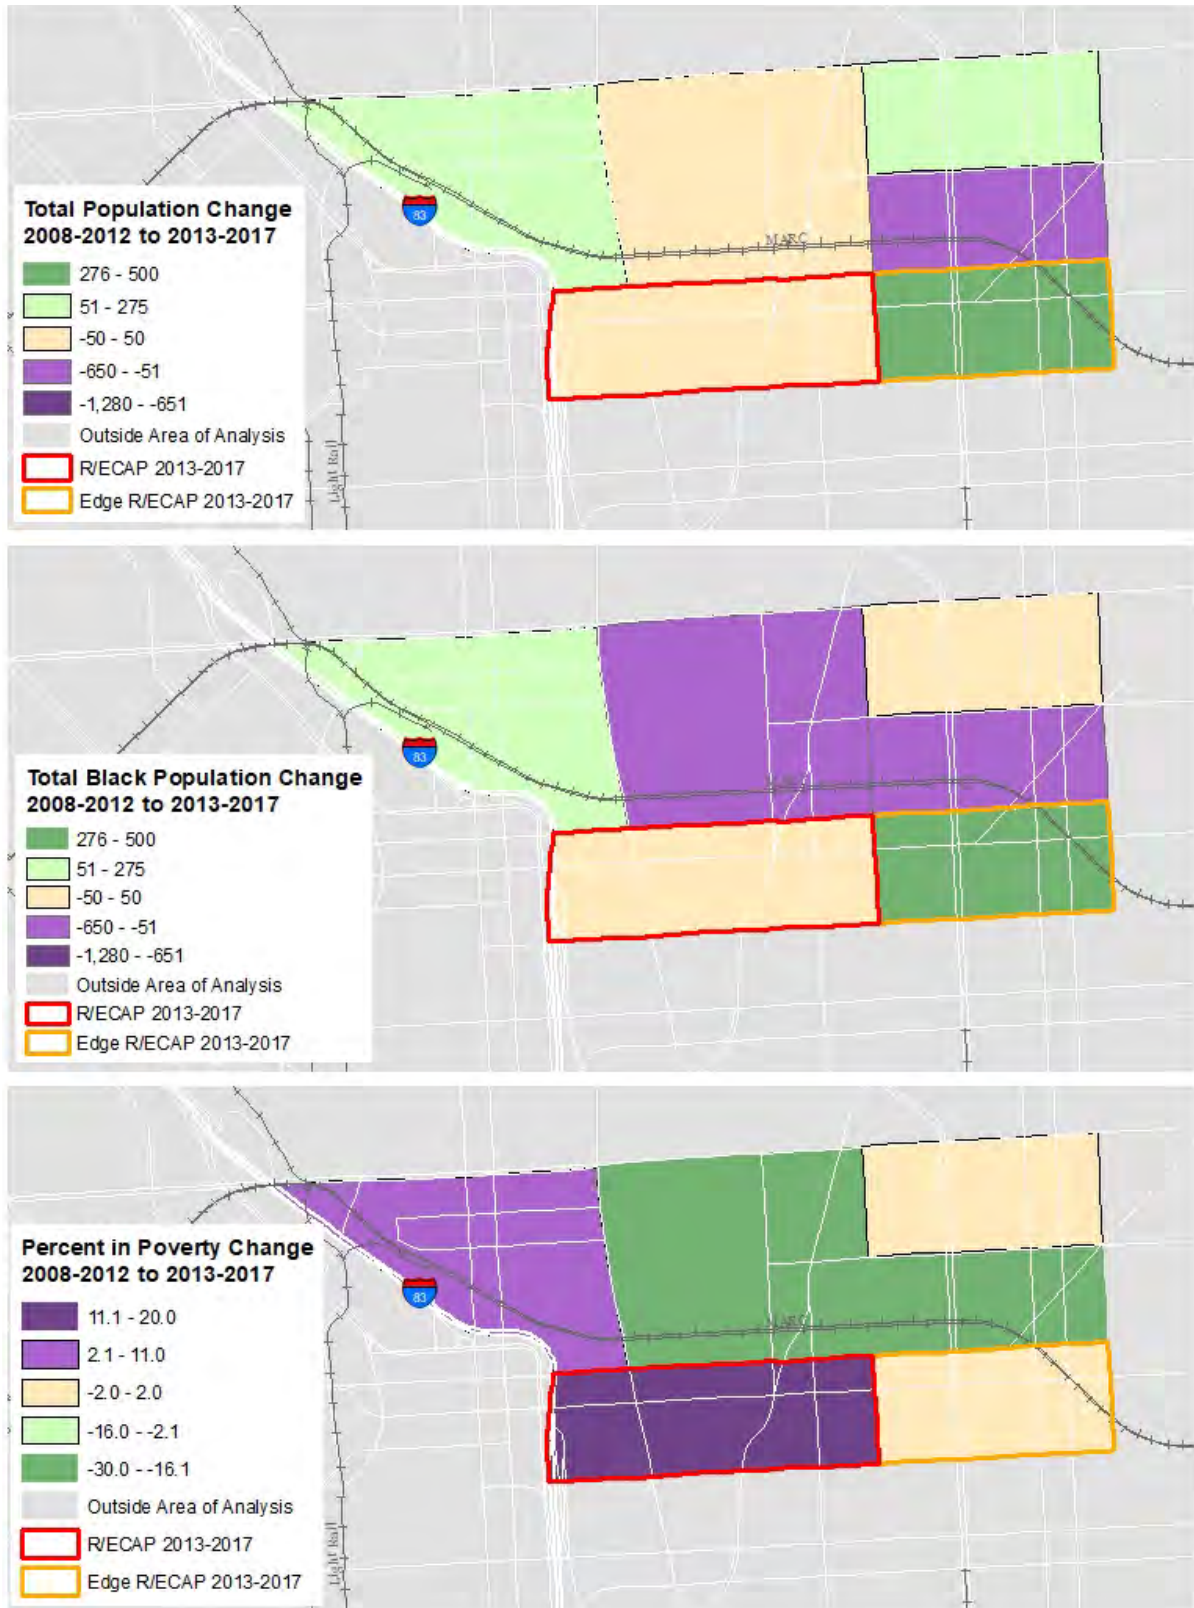 83
MARC
Total Population Change
2008-2012 to 2013-2017
276 - 500
51 - 275
-50 - 50
-650 - -51
-1,280 - -651
Outside Area of Analysis
R/ECAP 2013-2017
Edge R/ECAP 2013-2017
Light Rail
83
MARC
Total Black Population Change
2008-2012 to 2013-2017
276 - 500
51 - 275
-50 - 50
-650 - -51
-1,280 - -651
Outside Area of Analysis
R/ECAP 2013-2017
Edge R/ECAP 2013-2017
83
MARC
Percent in Poverty Change
2008-2012 to 2013-2017
11.1 - 20.0
2.1 - 11.0
-2.0 - 2.0
-16.0 - -2.1
-30.0 - -16.1
Outside Area of Analysis
R/ECAP 2013-2017
Edge R/ECAP 2013-2017
Light Rail